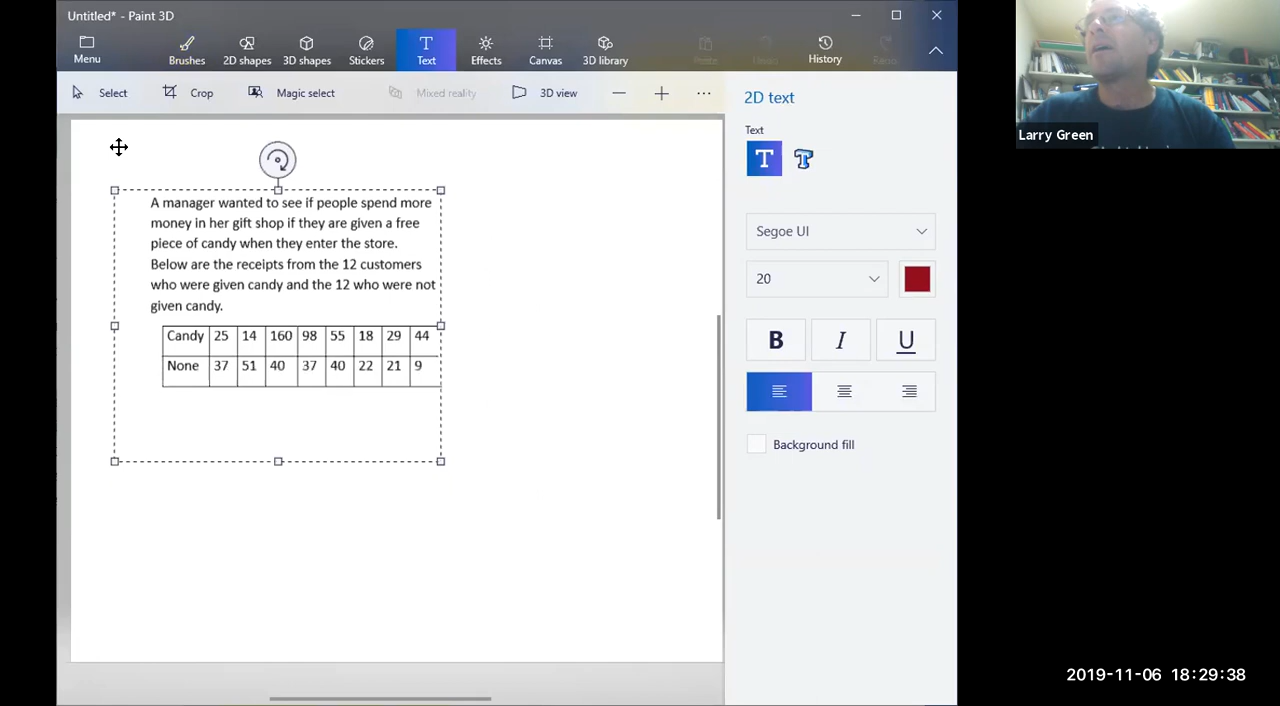 Untitled* - Paint 3D
Menu
Brushes
2D shapes
3D shapes
Stickers
Text
Effects
Canvas
3D library
Paste
Undo
History
Redo
Select
Crop
Magic select
Mixed reality
3D view
2D text
Text
Segoe UI
20
B I U
Background fill
A manager wanted to see if people spend more
money in her gift shop if they are given a free
piece of candy when they enter the store.
Below are the receipts from the 12 customers
who were given candy and the 12 who were not
given candy.
Candy 25 14 160 98 55 18 29 44
None 37 51 40 37 40 22 21 9
Larry Green
2019-11-06 18:29:38